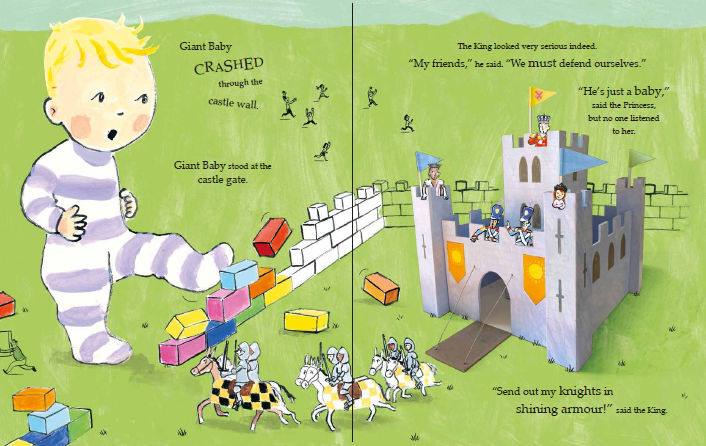 Giant Baby
CRASHED
through the
castle wall.
Giant Baby stood at the
castle gate.
The King looked very serious indeed.
“My friends,” he said. “We must defend ourselves.”
“He’s just a baby,”
said the Princess,
but no one listened
to her.
“Send out my knights in
shining armour!” said the King.